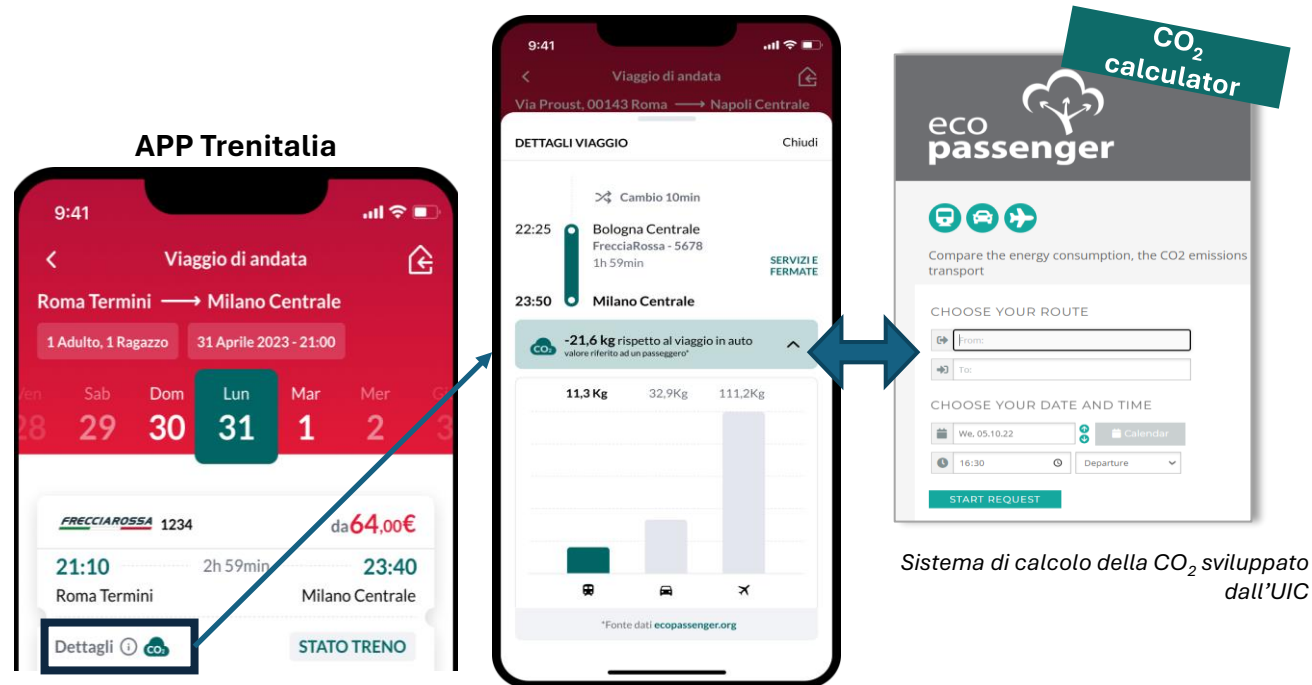 APP Trenitalia
9:41
Viaggio di andata
Roma Termini → Milano Centrale
1 Adulto, 1 Ragazzo
31 Aprile 2023 - 21:00
Ven Sab Dom Lun Mar Mer
28 29 30 31 1 2 3
FRECCIAROSSA 1234
da 64,00€
21:10 2h 59min 23:40
Roma Termini Milano Centrale
Dettagli CO₂
STATO TRENO
9:41
Viaggio di andata
Via Proust, 00143 Roma → Napoli Centrale
DETTAGLI VIAGGIO Chiudi
Cambio 10min
22:25 Bologna Centrale
FrecciaRossa - 5678
1h 59min
SERVIZI E
FERMATE
23:50 Milano Centrale
CO₂
-21,6 kg rispetto al viaggio in auto
valore riferito ad un passeggero*
11,3 Kg 32,9Kg 111,2Kg
*Fonte dati ecopassenger.org
CO₂
calculator
eco
passenger
Compare the energy consumption, the CO2 emissions
transport
CHOOSE YOUR ROUTE
From:
To:
CHOOSE YOUR DATE AND TIME
We, 05.10.22
Calendar
16:30
Departure
START REQUEST
Sistema di calcolo della CO₂ sviluppato
dall'UIC